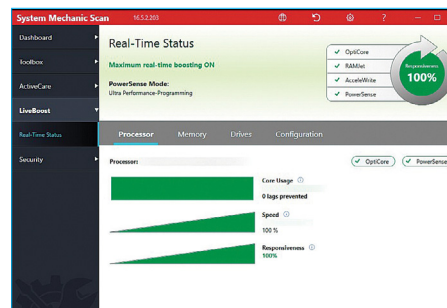 System Mechanic Scan 16.5.2.203
Dashboard
Toolbox
ActiveCare
LiveBoost
Real-Time Status
Security
Real-Time Status
Maximum real-time boosting ON
PowerSense Mode:
Ultra Performance-Programming
OptiCore
RAMJet
AcceleWrite
PowerSense
Responsiveness
100%
Processor Memory Drives Configuration
Processor:
OptiCore PowerSense
Core Usage
0 lags prevented
Speed
100 %
Responsiveness
100%